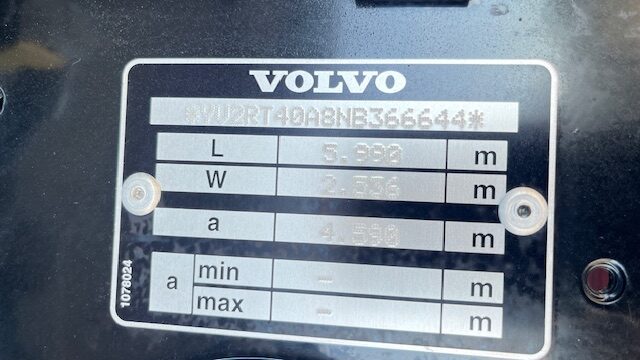 VOLVO
*YV2RT40A8NB366644*
L 5.990 m
W 2.556 m
a 4.590 m
a min – m
max – m
1078024